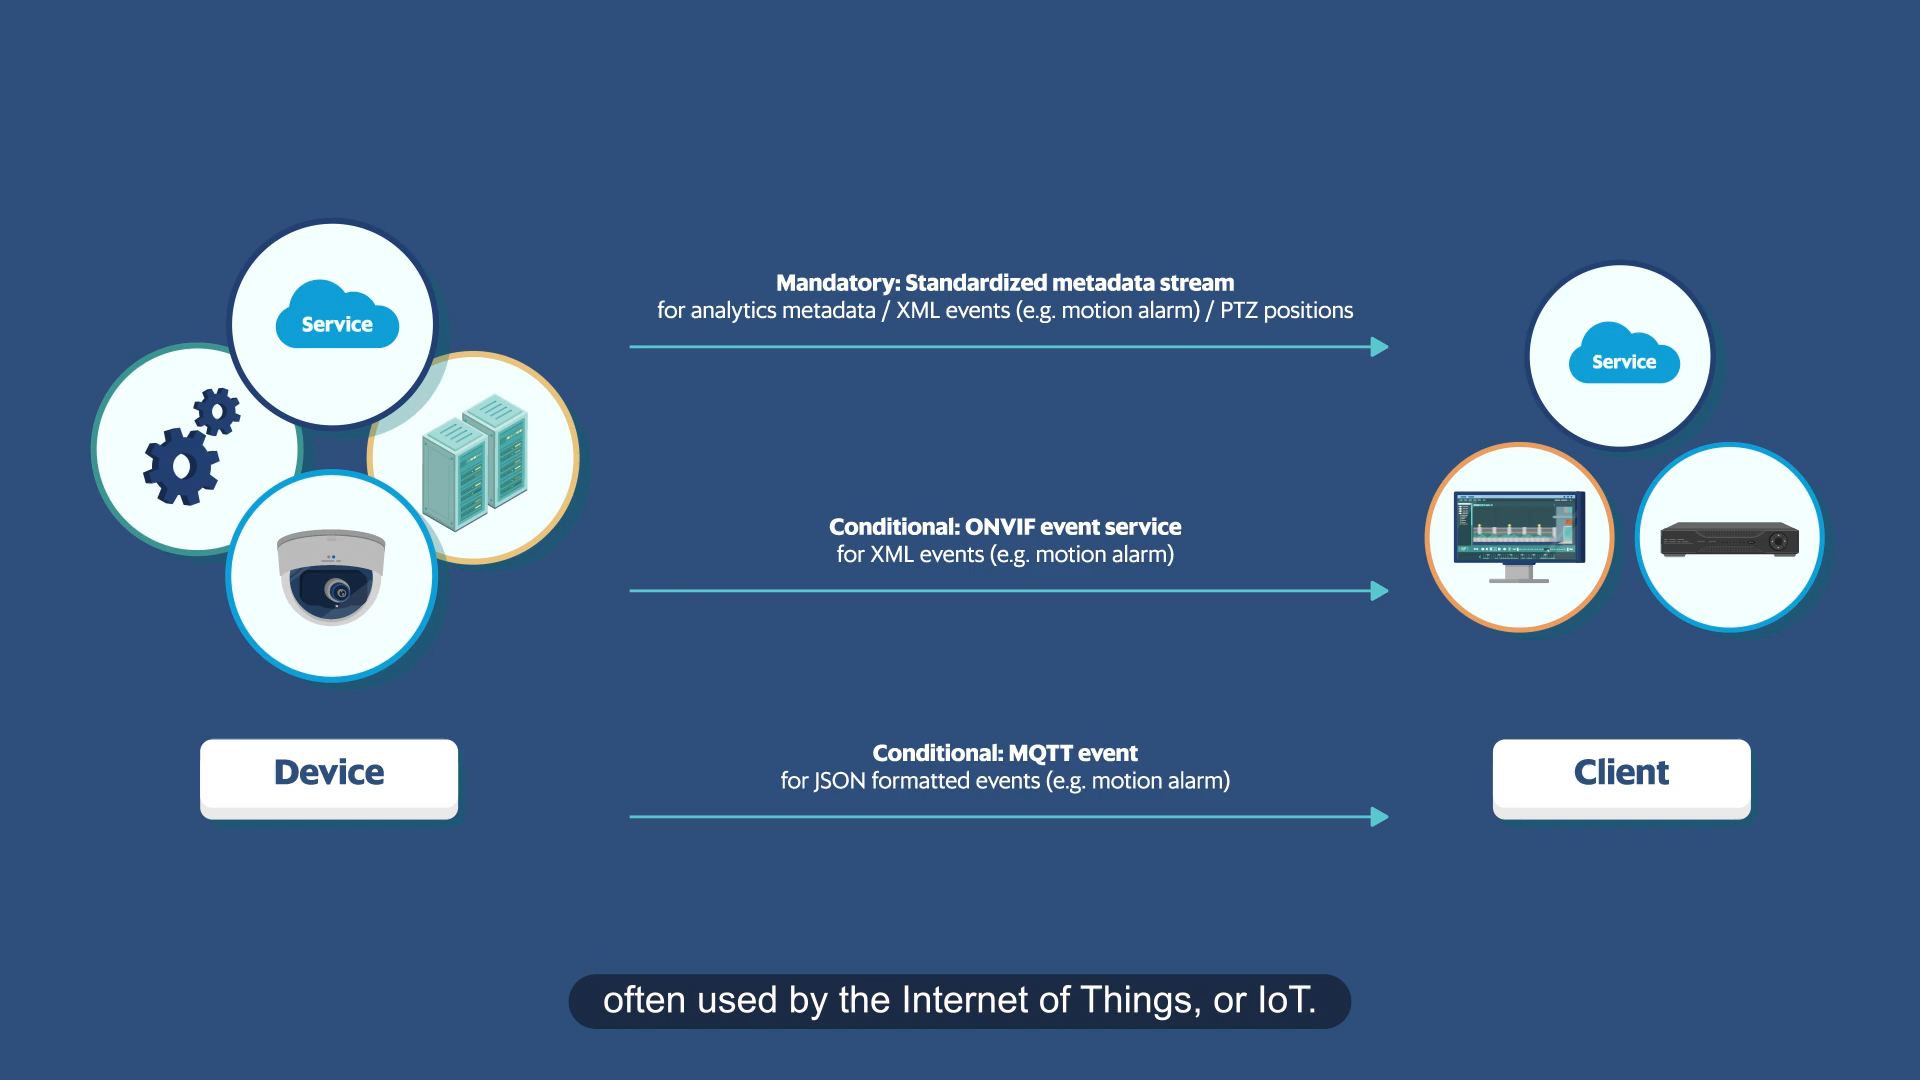 Service
Mandatory: Standardized metadata stream
for analytics metadata / XML events (e.g. motion alarm) / PTZ positions
Service
Conditional: ONVIF event service
for XML events (e.g. motion alarm)
Device
Conditional: MQTT event
for JSON formatted events (e.g. motion alarm)
Client
often used by the Internet of Things, or IoT.